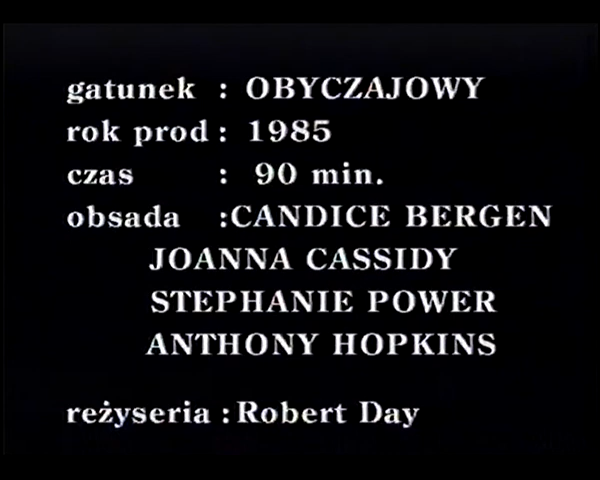 gatunek : OBYCZAJOWY
rok prod : 1985
czas : 90 min.
obsada :CANDICE BERGEN
JOANNA CASSIDY
STEPHANIE POWER
ANTHONY HOPKINS
reżyseria :Robert Day